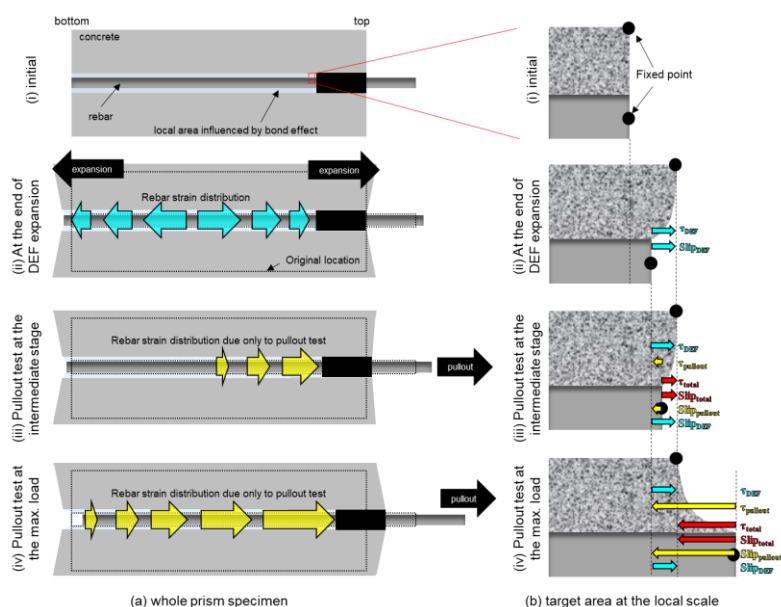 bottom
top
concrete
(i) initial
rebar
local area influenced by bond effect
(i) initial
Fixed point
(ii) At the end of
DEF expansion
expansion
expansion
Rebar strain distribution
Original location
(ii) At the end of
DEF expansion
τDEF
SlipDEF
(iii) Pullout test at the
intermediate stage
Rebar strain distribution due only to pullout test
pullout
(iii) Pullout test at the
intermediate stage
τDEF
τpullout
τtotal
Sliptotal
Slippullout
SlipDEF
(iv) Pullout test at
the max. load
Rebar strain distribution due only to pullout test
pullout
(iv) Pullout test at
the max. load
τDEF
τpullout
τtotal
Sliptotal
Slippullout
SlipDEF
(a) whole prism specimen
(b) target area at the local scale